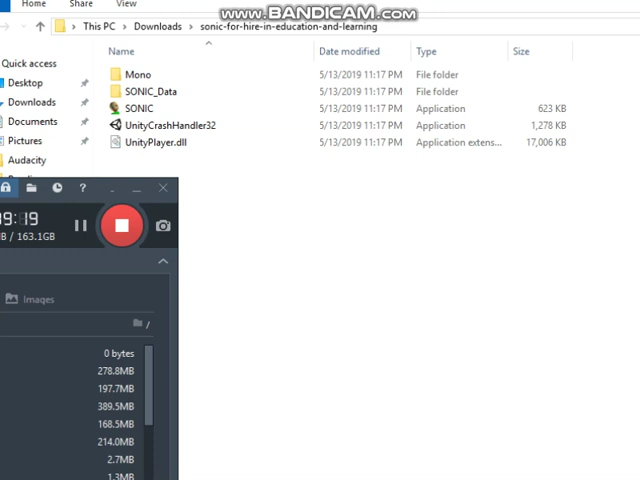 www.BANDICAM.com
Home Share View
This PC > Downloads > sonic-for-hire-in-education-and-learning
Name Date modified Type Size
Quick access
Desktop
Downloads
Documents
Pictures
Audacity
Mono 5/13/2019 11:17 PM File folder
SONIC_Data 5/13/2019 11:17 PM File folder
SONIC 5/13/2019 11:17 PM Application 623 KB
UnityCrashHandler32 5/13/2019 11:17 PM Application 1,278 KB
UnityPlayer.dll 5/13/2019 11:17 PM Application extens... 17,006 KB
?
9:19
B / 163.1GB
Images
/
0 bytes
278.8MB
197.7MB
389.5MB
168.5MB
214.0MB
2.7MB
1.3MB